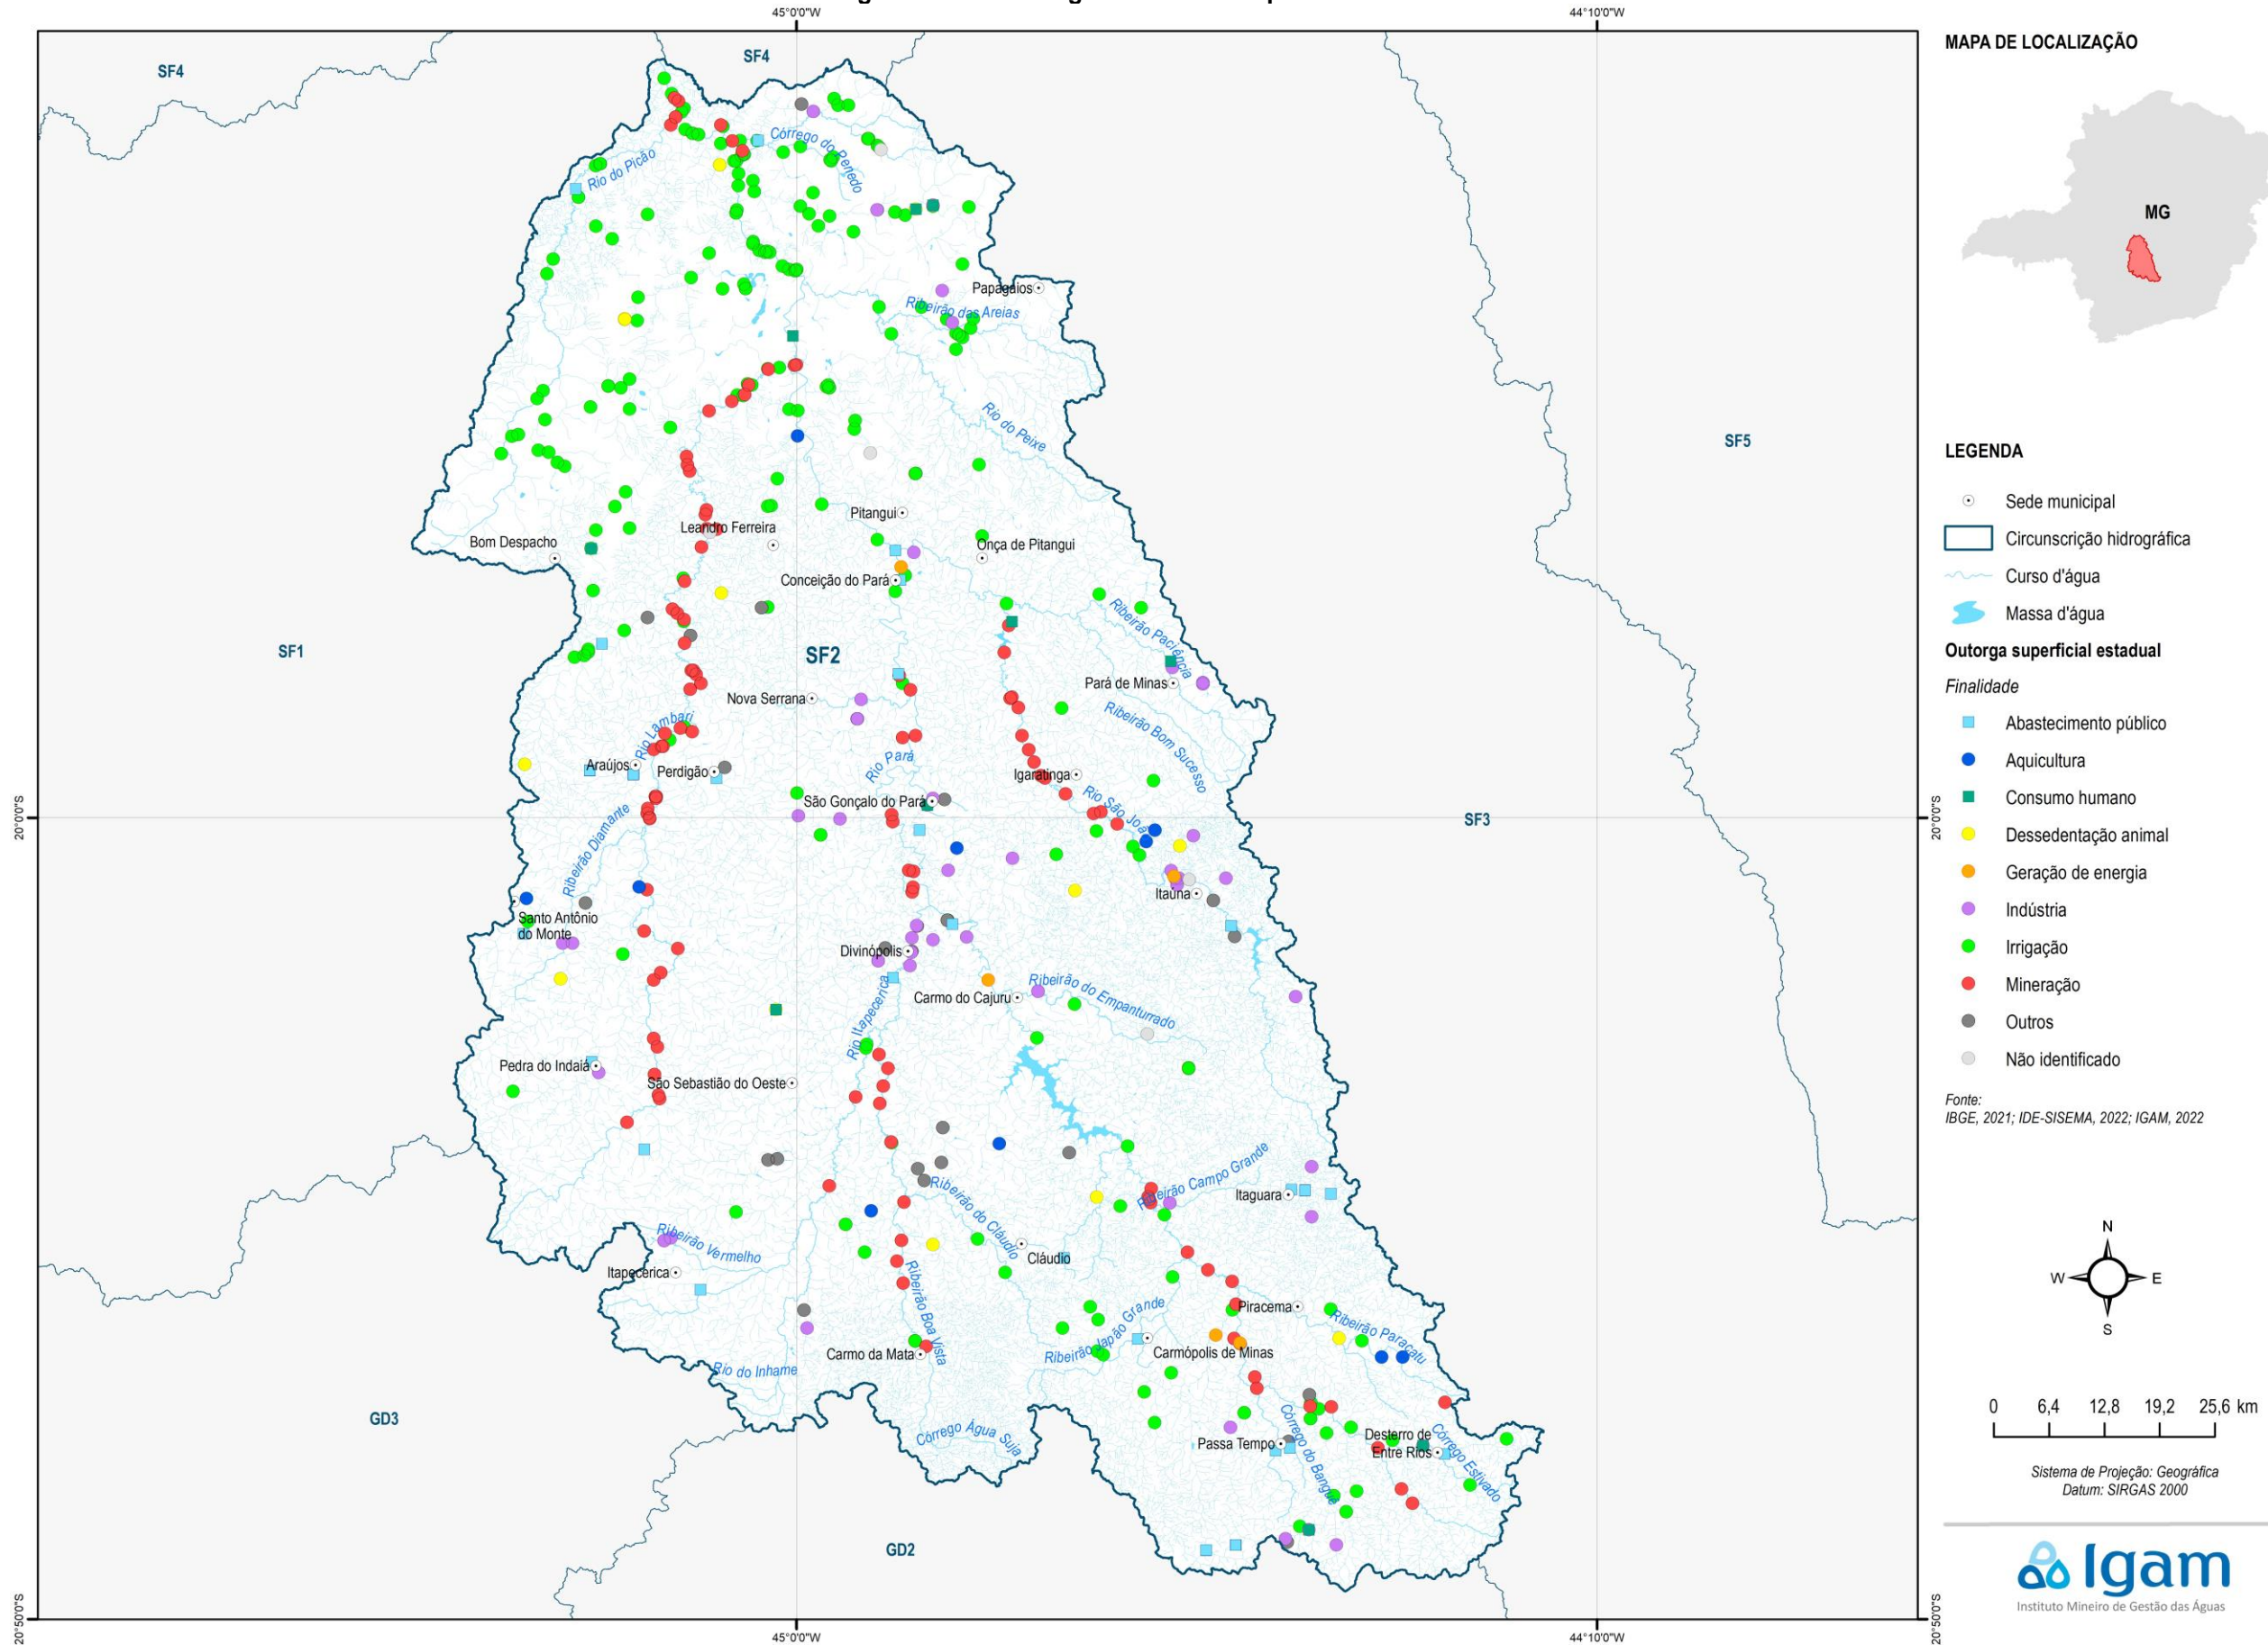 45°0'0"W
44°10'0"W
SF4
SF4
Córrego do Penedo
Rio do Picão
Papagaios
Ribeirão das Areias
Rio do Peixe
SF5
Pitangui
Leandro Ferreira
Bom Despacho
Onça de Pitangui
Conceição do Pará
Ribeirão Paciência
SF1
SF2
Pará de Minas
Nova Serrana
Ribeirão Bom Sucesso
Rio Lambari
Rio Pará
Araújos
Perdigão
Igaratinga
São Gonçalo do Pará
Rio São Joã
20°0'0"S
20°0'0"S
SF3
Ribeirão Diamante
Itaúna
Santo Antônio
do Monte
Divinópolis
Ribeirão do Empanturrado
Carmo do Cajuru
Rio Itapecerica
Pedra do Indaiá
São Sebastião do Oeste
Ribeirão Campo Grande
Itaguara
Ribeirão do Cláudio
Ribeirão Vermelho
Cláudio
Itapecerica
Ribeirão Boa Vista
Piracema
Ribeirão Paracatu
Ribeirão Japão Grande
Carmópolis de Minas
Carmo da Mata
Rio do Inhame
GD3
Córrego Água Suja
Córrego do Bangue
Passa Tempo
Desterro de
Entre Rios
Córrego Estivado
GD2
20°50'0"S
20°50'0"S
45°0'0"W
44°10'0"W
MAPA DE LOCALIZAÇÃO
MG
LEGENDA
Sede municipal
Circunscrição hidrográfica
Curso d'água
Massa d'água
Outorga superficial estadual
Finalidade
Abastecimento público
Aquicultura
Consumo humano
Dessedentação animal
Geração de energia
Indústria
Irrigação
Mineração
Outros
Não identificado
Fonte:
IBGE, 2021; IDE-SISEMA, 2022; IGAM, 2022
N
W E
S
0 6,4 12,8 19,2 25,6 km
Sistema de Projeção: Geográfica
Datum: SIRGAS 2000
Igam
Instituto Mineiro de Gestão das Águas